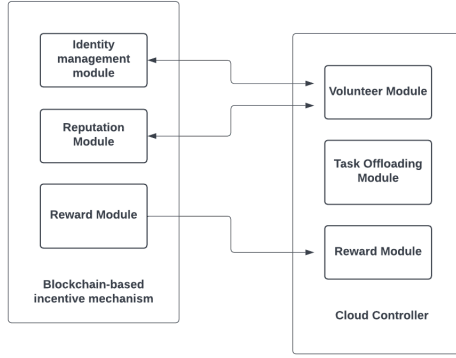 Identity
management
module
Reputation
Module
Reward Module
Blockchain-based
incentive mechanism
Volunteer Module
Task Offloading
Module
Reward Module
Cloud Controller